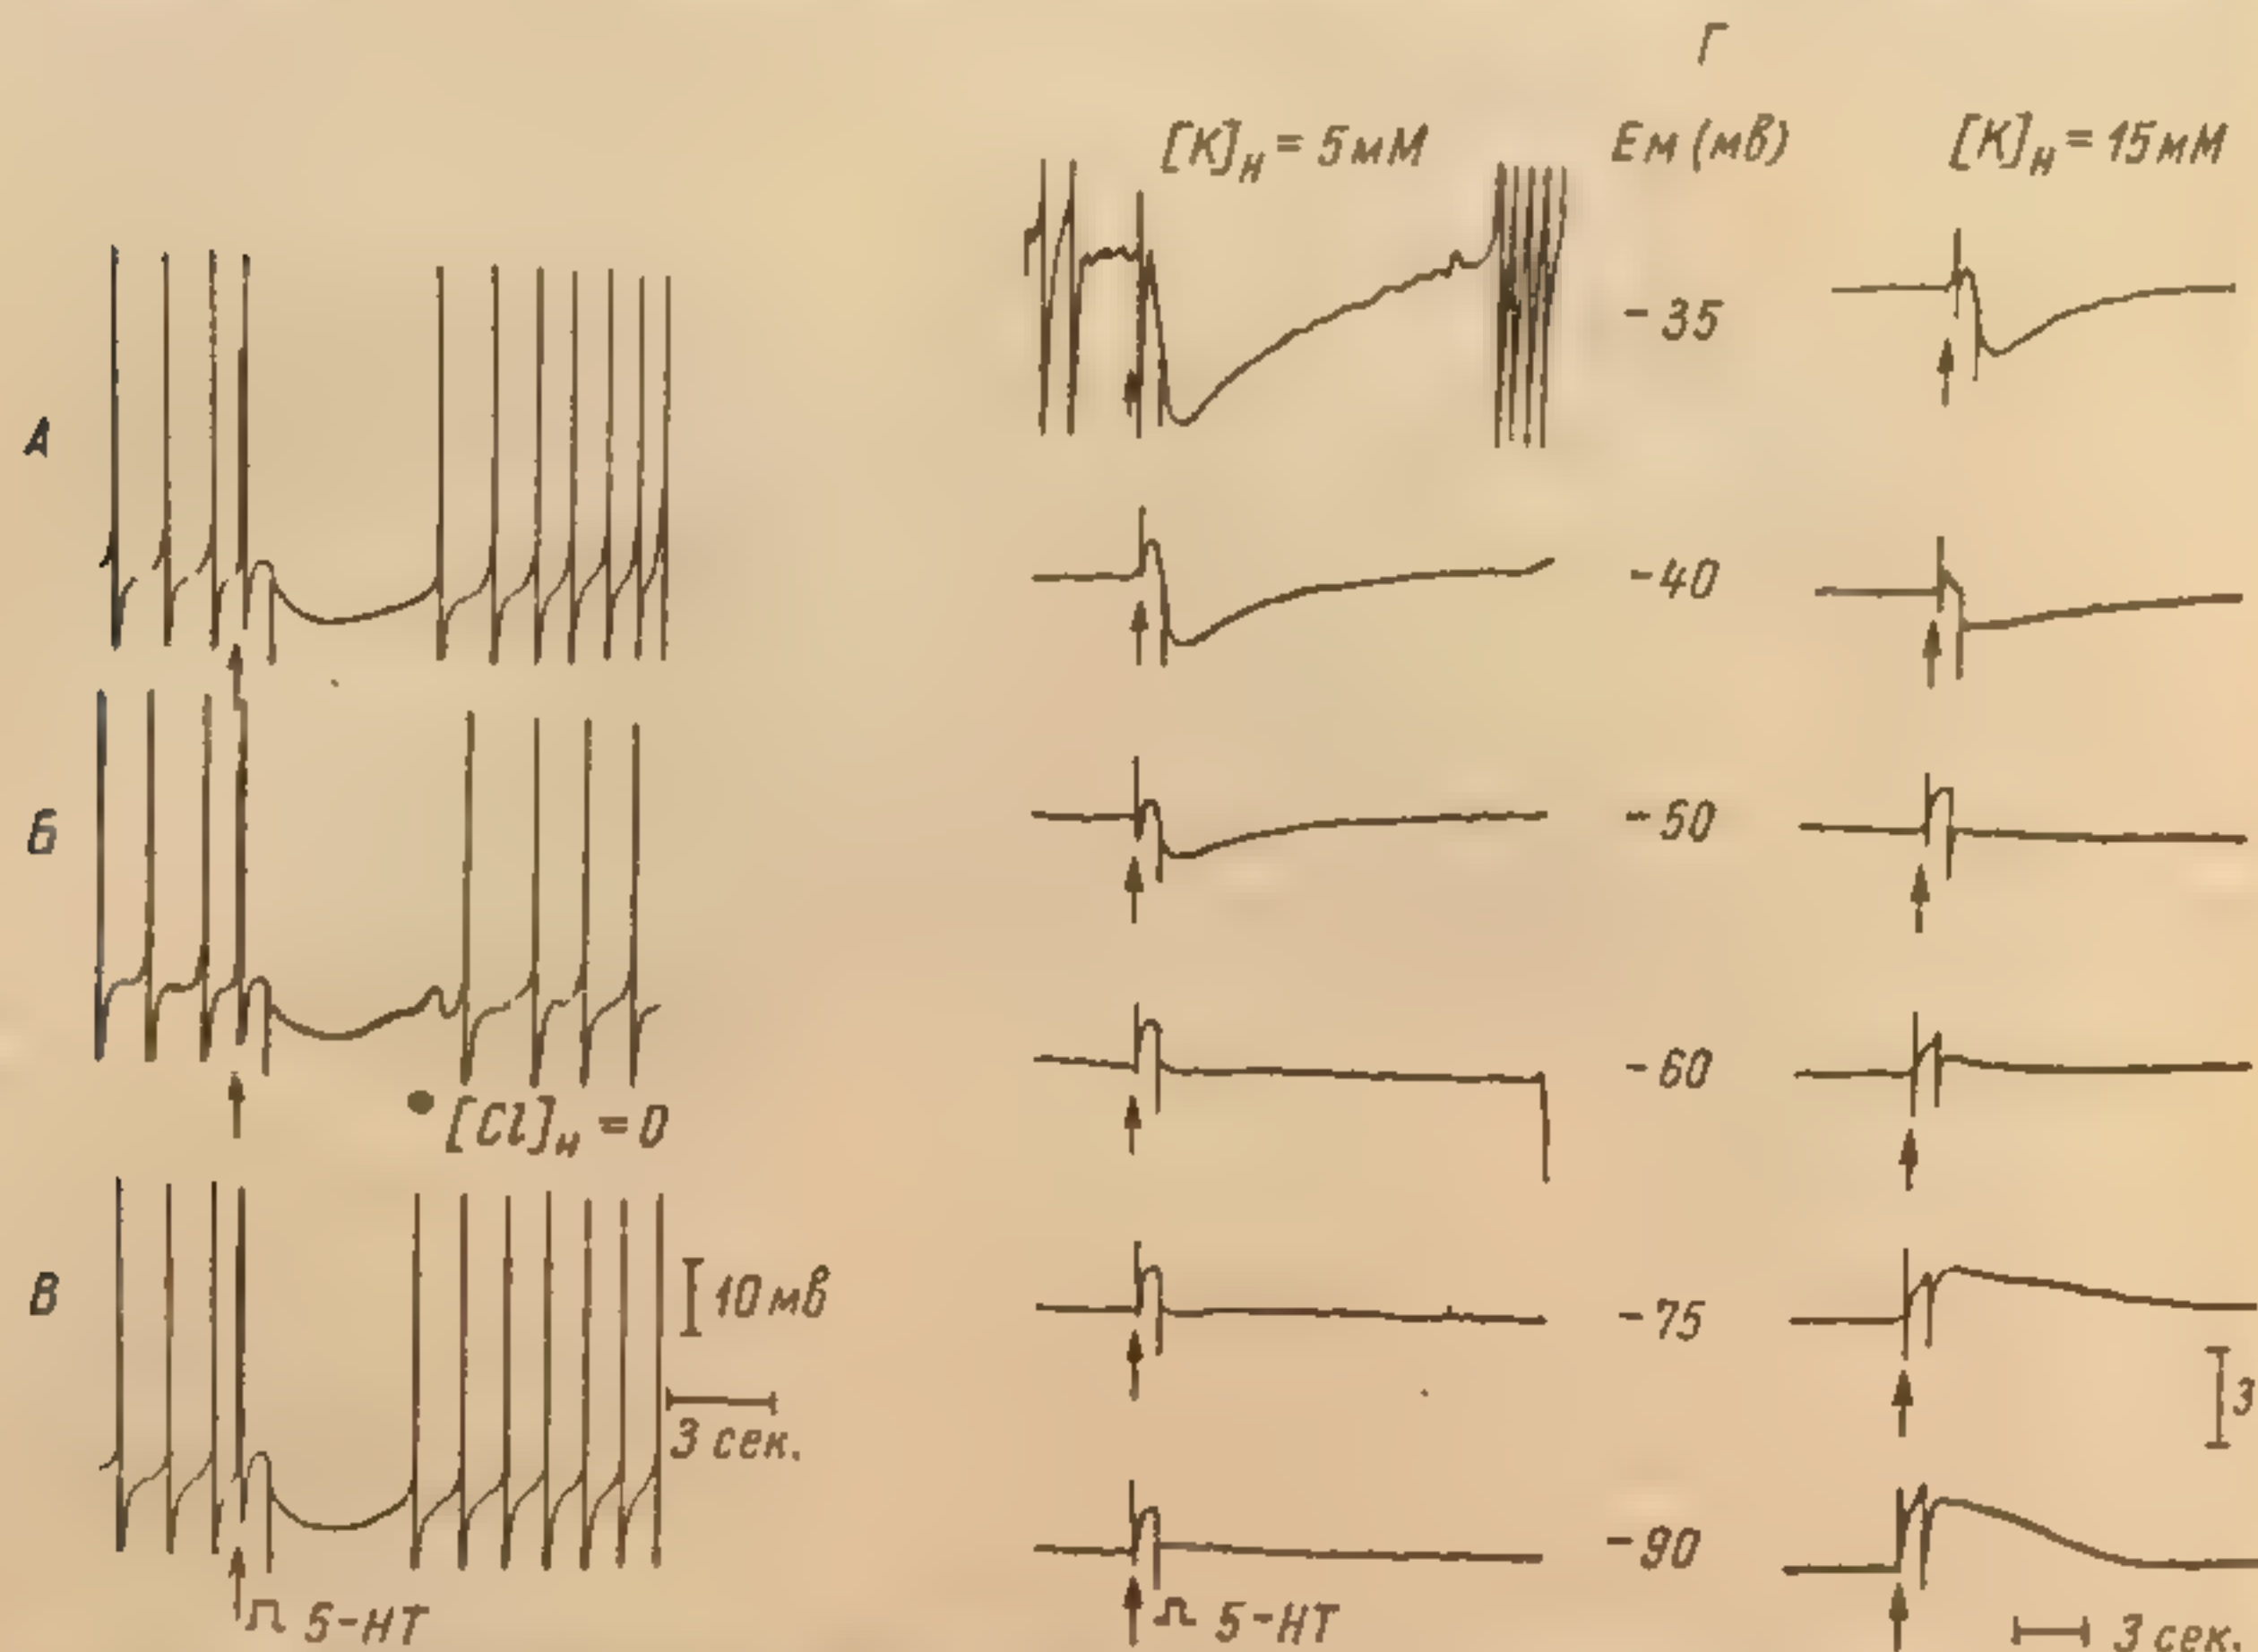 Г
[K]н = 5мМ Ем (мв) [K]н = 15мМ
-35
А
-40
-50
Б
-60
[Cl]н = 0
В
10 мв
-75
3
3 сек.
-90
5-НТ 5-НТ 3 сек.